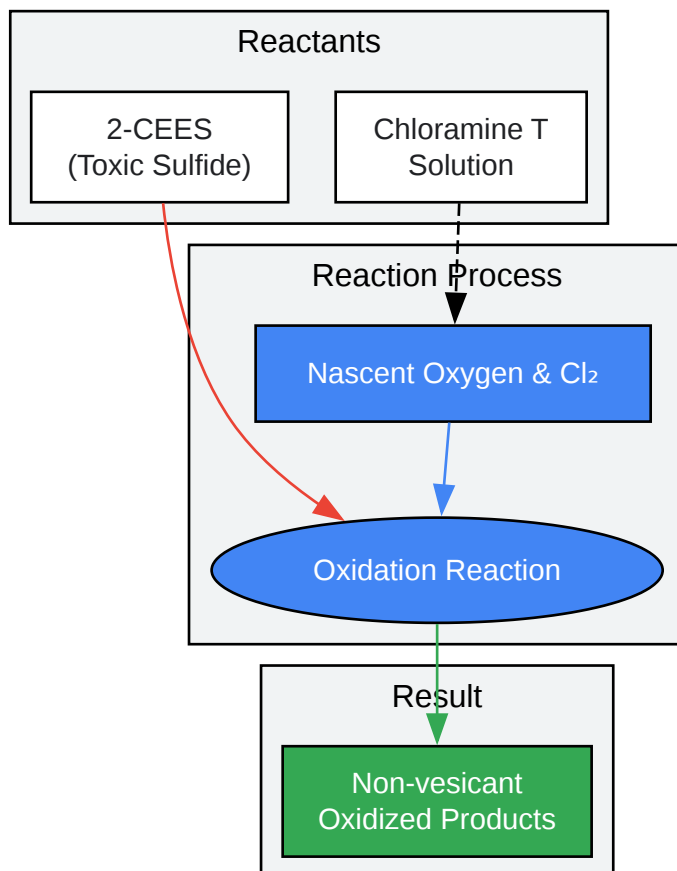 Reactants
2-CEES
(Toxic Sulfide)
Chloramine T
Solution
Reaction Process
Nascent Oxygen & Cl₂
Oxidation Reaction
Result
Non-vesicant
Oxidized Products